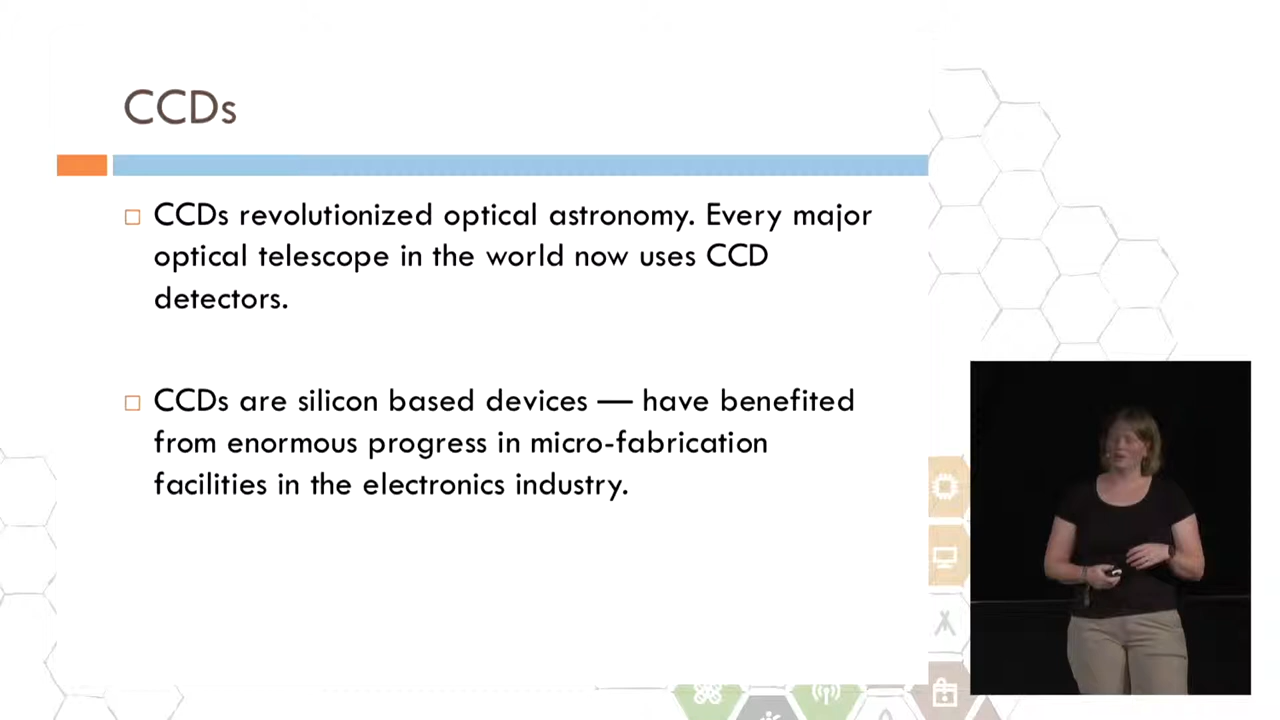 CCDs
CCDs revolutionized optical astronomy. Every major
optical telescope in the world now uses CCD
detectors.
CCDs are silicon based devices — have benefited
from enormous progress in micro-fabrication
facilities in the electronics industry.